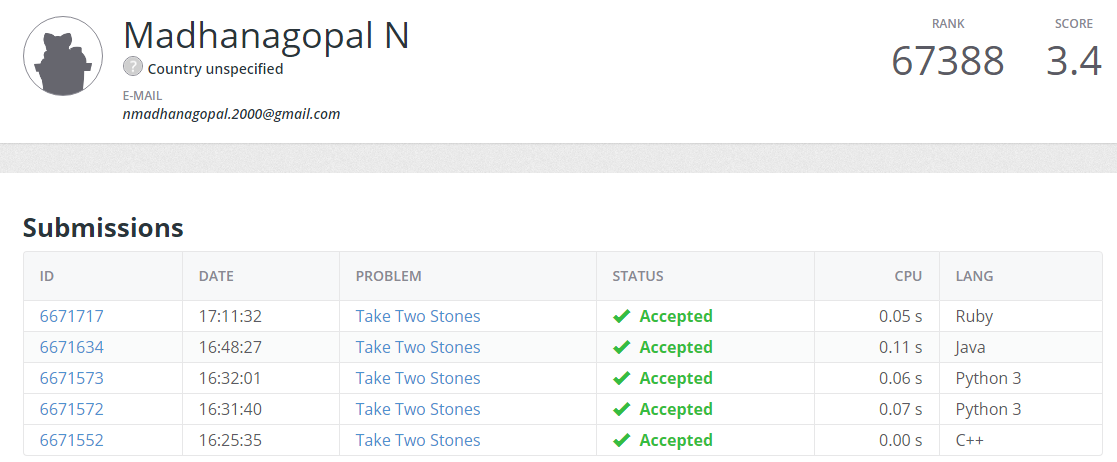 Madhanagopal N
RANK
SCORE
67388
3.4
? Country unspecified
E-MAIL
nmadhanagopal.2000@gmail.com
Submissions
ID DATE PROBLEM STATUS CPU LANG
6671717 17:11:32 Take Two Stones Accepted 0.05 s Ruby
6671634 16:48:27 Take Two Stones Accepted 0.11 s Java
6671573 16:32:01 Take Two Stones Accepted 0.06 s Python 3
6671572 16:31:40 Take Two Stones Accepted 0.07 s Python 3
6671552 16:25:35 Take Two Stones Accepted 0.00 s C++